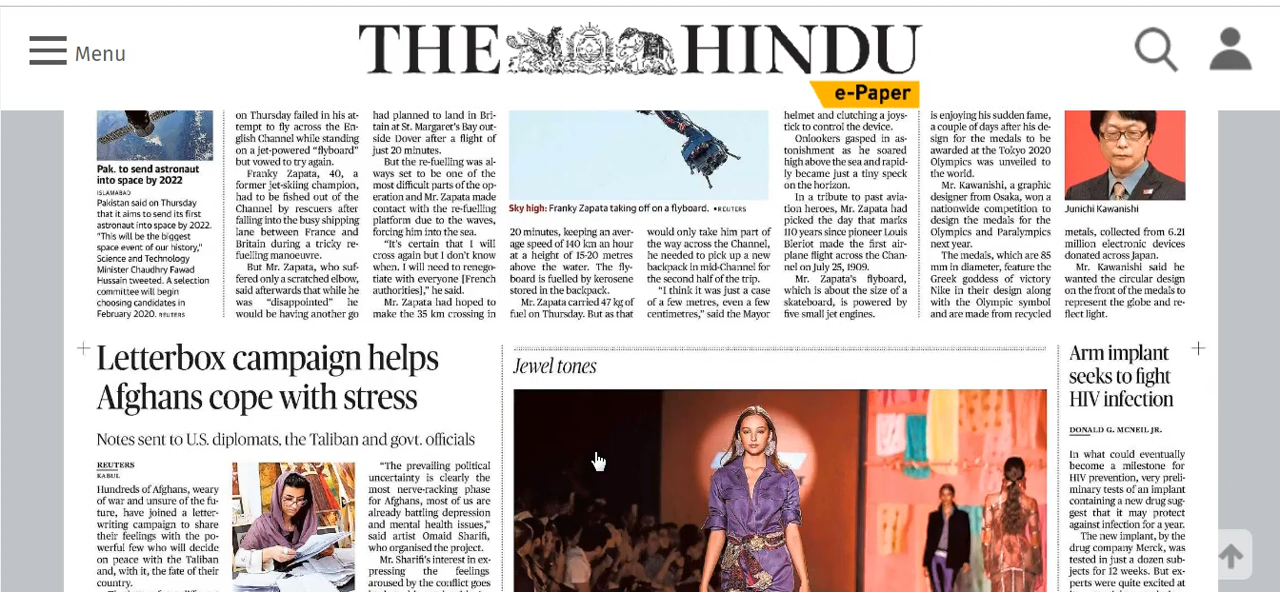 Menu
THE HINDU
e-Paper
Pak. to send astronaut
into space by 2022
ISLAMABAD
Pakistan said on Thursday
that it aims to send its first
astronaut into space by 2022.
"This will be the biggest
space event of our history,"
Science and Technology
Minister Chaudhry Fawad
Hussain tweeted. A selection
committee will begin
choosing candidates in
February 2020. REUTERS
on Thursday failed in his at-
tempt to fly across the En-
glish Channel while standing
on a jet-powered "flyboard"
but vowed to try again.
Franky Zapata, 40, a
former jet-skiing champion,
had to be fished out of the
Channel by rescuers after
falling into the busy shipping
lane between France and
Britain during a tricky re-
fuelling manoeuvre.
But Mr. Zapata, who suf-
fered only a scratched elbow,
said afterwards that while he
was "disappointed" he
would be having another go
had planned to land in Bri-
tain at St. Margaret's Bay out-
side Dover after a flight of
just 20 minutes.
But the re-fuelling was al-
ways set to be one of the
most difficult parts of the op-
eration and Mr. Zapata made
contact with the re-fuelling
platform due to the waves,
forcing him into the sea.
"It's certain that I will
cross again but I don't know
when. I will need to renego-
tiate with everyone [French
authorities]," he said.
Mr. Zapata had hoped to
make the 35 km crossing in
Sky high: Franky Zapata taking off on a flyboard. •REUTERS
20 minutes, keeping an aver-
age speed of 140 km an hour
at a height of 15-20 metres
above the water. The fly-
board is fuelled by kerosene
stored in the backpack.
Mr. Zapata carried 47 kg of
fuel on Thursday. But as that
would only take him part of
the way across the Channel,
he needed to pick up a new
backpack in mid-Channel for
the second half of the trip.
"I think it was just a case
of a few metres, even a few
centimetres," said the Mayor
helmet and clutching a joys-
tick to control the device.
Onlookers gasped in as-
tonishment as he soared
high above the sea and rapid-
ly became just a tiny speck
on the horizon.
In a tribute to past avia-
tion heroes, Mr. Zapata had
picked the day that marks
110 years since pioneer Louis
Bleriot made the first air-
plane flight across the Chan-
nel on July 25, 1909.
Mr. Zapata's flyboard,
which is about the size of a
skateboard, is powered by
five small jet engines.
is enjoying his sudden fame,
a couple of days after his de-
sign for the medals to be
awarded at the Tokyo 2020
Olympics was unveiled to
the world.
Mr. Kawanishi, a graphic
designer from Osaka, won a
nationwide competition to
design the medals for the
Olympics and Paralympics
next year.
The medals, which are 85
mm in diameter, feature the
Greek goddess of victory
Nike in their design along
with the Olympic symbol
and are made from recycled
Junichi Kawanishi
metals, collected from 6.21
million electronic devices
donated across Japan.
Mr. Kawanishi said he
wanted the circular design
on the front of the medals to
represent the globe and re-
flect light.
Letterbox campaign helps
Afghans cope with stress
Notes sent to U.S. diplomats, the Taliban and govt. officials
REUTERS
KABUL
Hundreds of Afghans, weary
of war and unsure of the fu-
ture, have joined a letter-
writing campaign to share
their feelings with the po-
werful few who will decide
on peace with the Taliban
and, with it, the fate of their
country.
"The prevailing political
uncertainty is clearly the
most nerve-racking phase
for Afghans, most of us are
already battling depression
and mental health issues,"
said artist Omaid Sharifi,
who organised the project.
Mr. Sharifi's interest in ex-
pressing the feelings
aroused by the conflict goes
Jewel tones
Arm implant
seeks to fight
HIV infection
DONALD G. MCNEIL JR.
In what could eventually
become a milestone for
HIV prevention, very preli-
minary tests of an implant
containing a new drug sug-
gest that it may protect
against infection for a year.
The new implant, by the
drug company Merck, was
tested in just a dozen sub-
jects for 12 weeks. But ex-
perts were quite excited at